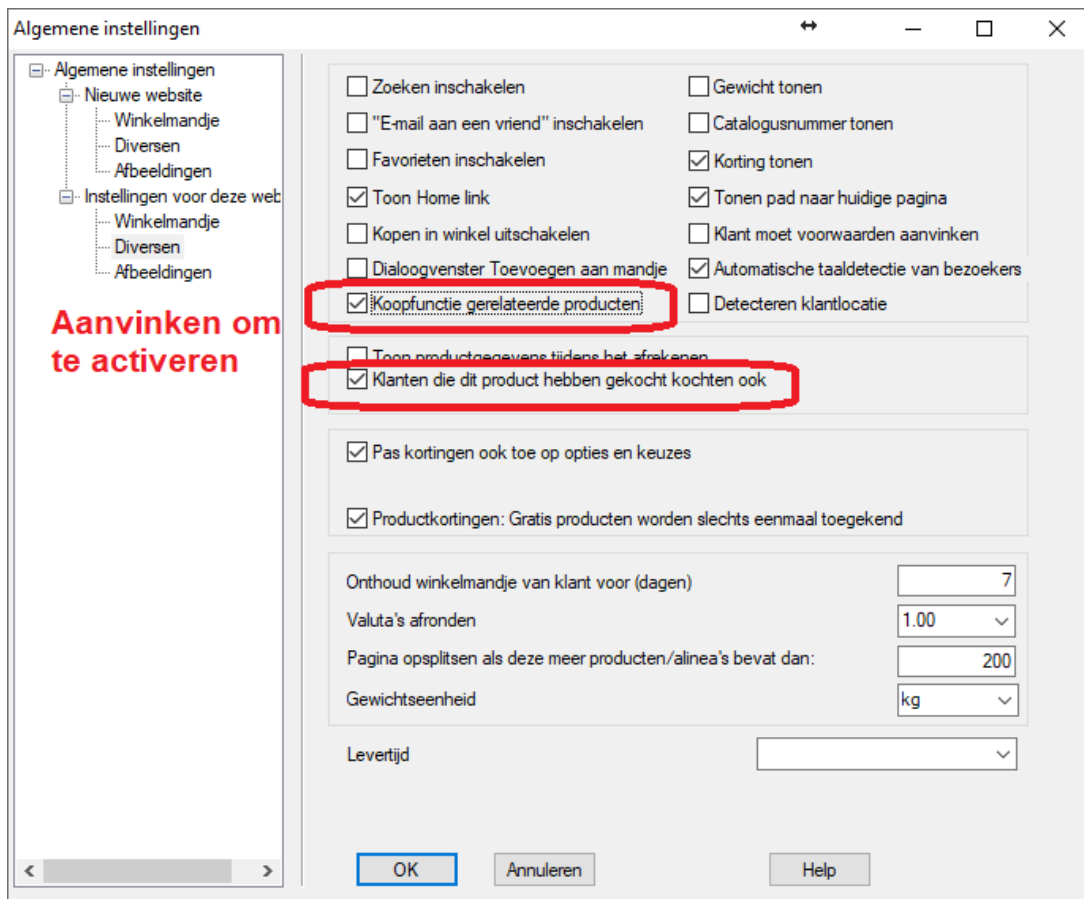 Algemene instellingen
Algemene instellingen
Nieuwe website
Winkelmandje
Diversen
Afbeeldingen
Instellingen voor deze web
Winkelmandje
Diversen
Afbeeldingen
Aanvinken om
te activeren
Zoeken inschakelen
Gewicht tonen
"E-mail aan een vriend" inschakelen
Catalogusnummer tonen
Favorieten inschakelen
Korting tonen
Toon Home link
Tonen pad naar huidige pagina
Kopen in winkel uitschakelen
Klant moet voorwaarden aanvinken
Dialoogvenster Toevoegen aan mandje
Automatische taaldetectie van bezoekers
Koopfunctie gerelateerde producten
Detecteren klantlocatie
Toon productgegevens tijdens het afrekenen
Klanten die dit product hebben gekocht kochten ook
Pas kortingen ook toe op opties en keuzes
Productkortingen: Gratis producten worden slechts eenmaal toegekend
Onthoud winkelmandje van klant voor (dagen) 7
Valuta's afronden 1.00
Pagina opsplitsen als deze meer producten/alinea's bevat dan: 200
Gewichtseenheid kg
Levertijd
OK Annuleren Help